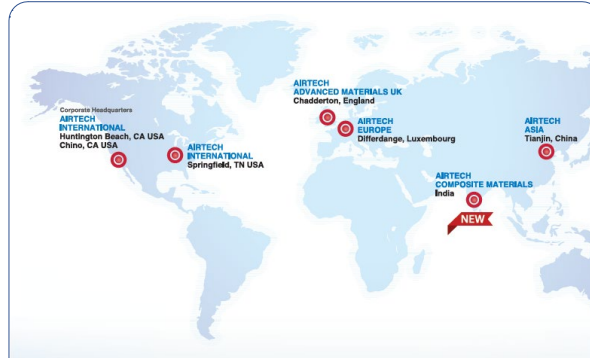 Corporate Headquarters
AIRTECH
INTERNATIONAL
Huntington Beach, CA USA
Chino, CA USA
AIRTECH
INTERNATIONAL
Springfield, TN USA
AIRTECH
ADVANCED MATERIALS UK
Chadderton, England
AIRTECH
EUROPE
Differdange, Luxembourg
AIRTECH
ASIA
Tianjin, China
AIRTECH
COMPOSITE MATERIALS
India
NEW